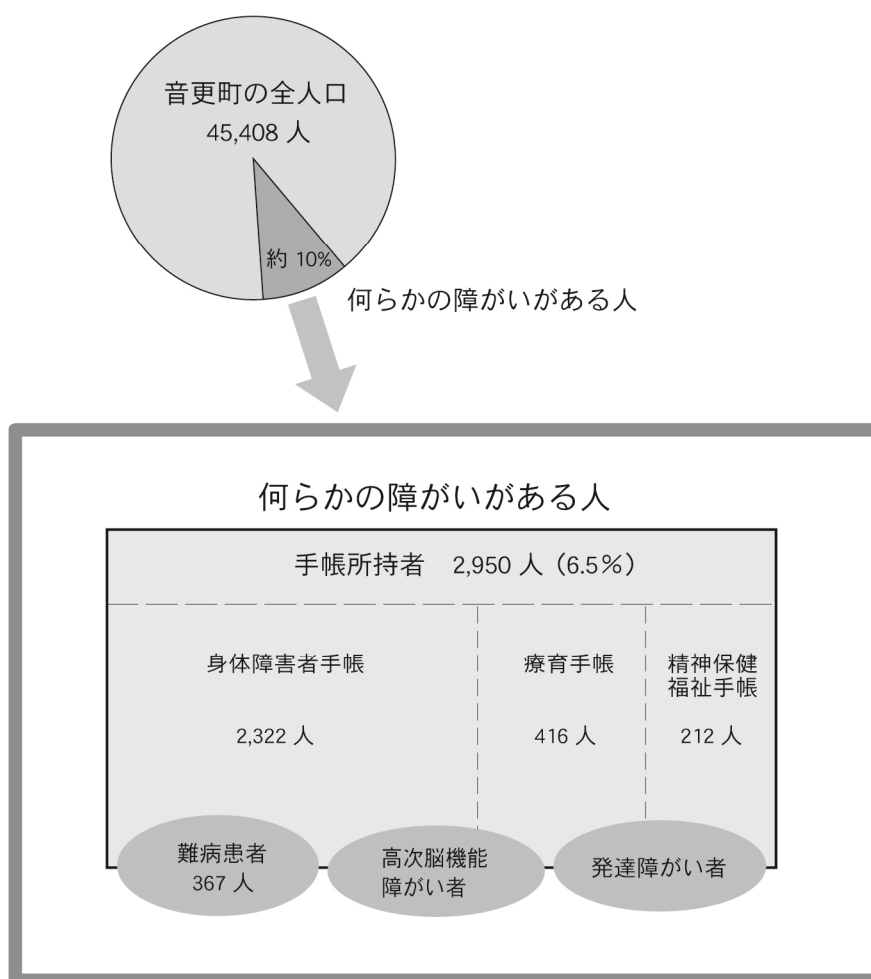 音更町の全人口
45,408 人
約 10%
何らかの障がいがある人
何らかの障がいがある人
手帳所持者　2,950 人（6.5%）
身体障害者手帳
2,322 人
療育手帳
416 人
精神保健
福祉手帳
212 人
難病患者
367 人
高次脳機能
障がい者
発達障がい者